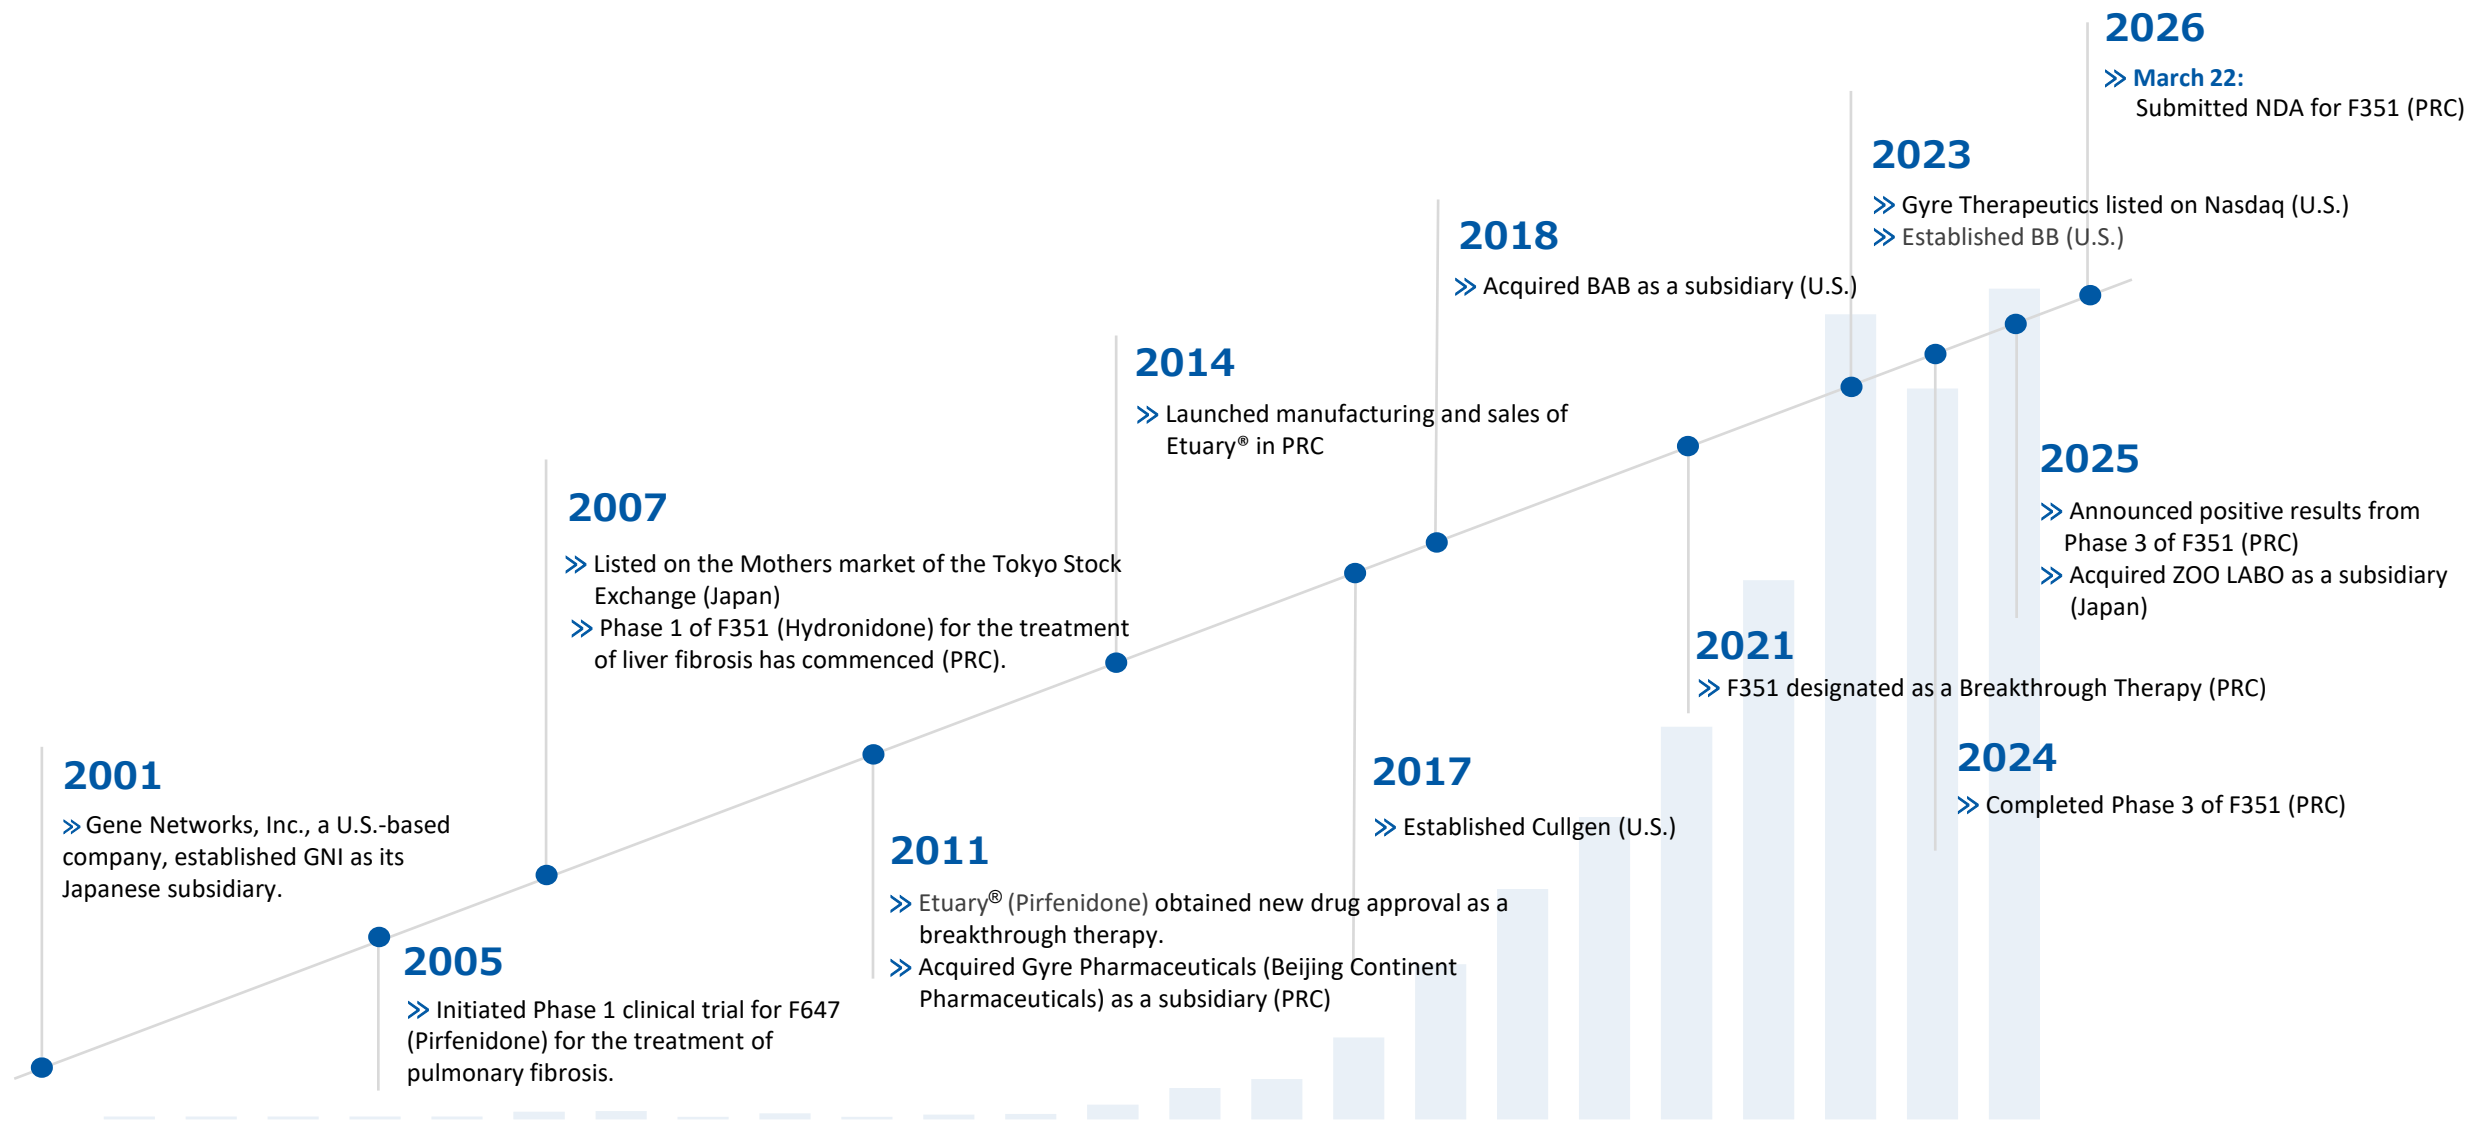 2001
» Gene Networks, Inc., a U.S.-based
company, established GNI as its
Japanese subsidiary.
2005
» Initiated Phase 1 clinical trial for F647
(Pirfenidone) for the treatment of
pulmonary fibrosis.
2007
» Listed on the Mothers market of the Tokyo Stock
Exchange (Japan)
» Phase 1 of F351 (Hydronidone) for the treatment
of liver fibrosis has commenced (PRC).
2011
» Etuary® (Pirfenidone) obtained new drug approval as a
breakthrough therapy.
» Acquired Gyre Pharmaceuticals (Beijing Continent
Pharmaceuticals) as a subsidiary (PRC)
2014
» Launched manufacturing and sales of
Etuary® in PRC
2017
» Established Cullgen (U.S.)
2018
» Acquired BAB as a subsidiary (U.S.)
2021
» F351 designated as a Breakthrough Therapy (PRC)
2023
» Gyre Therapeutics listed on Nasdaq (U.S.)
» Established BB (U.S.)
2024
» Completed Phase 3 of F351 (PRC)
2025
» Announced positive results from
Phase 3 of F351 (PRC)
» Acquired ZOO LABO as a subsidiary
(Japan)
2026
» March 22:
Submitted NDA for F351 (PRC)